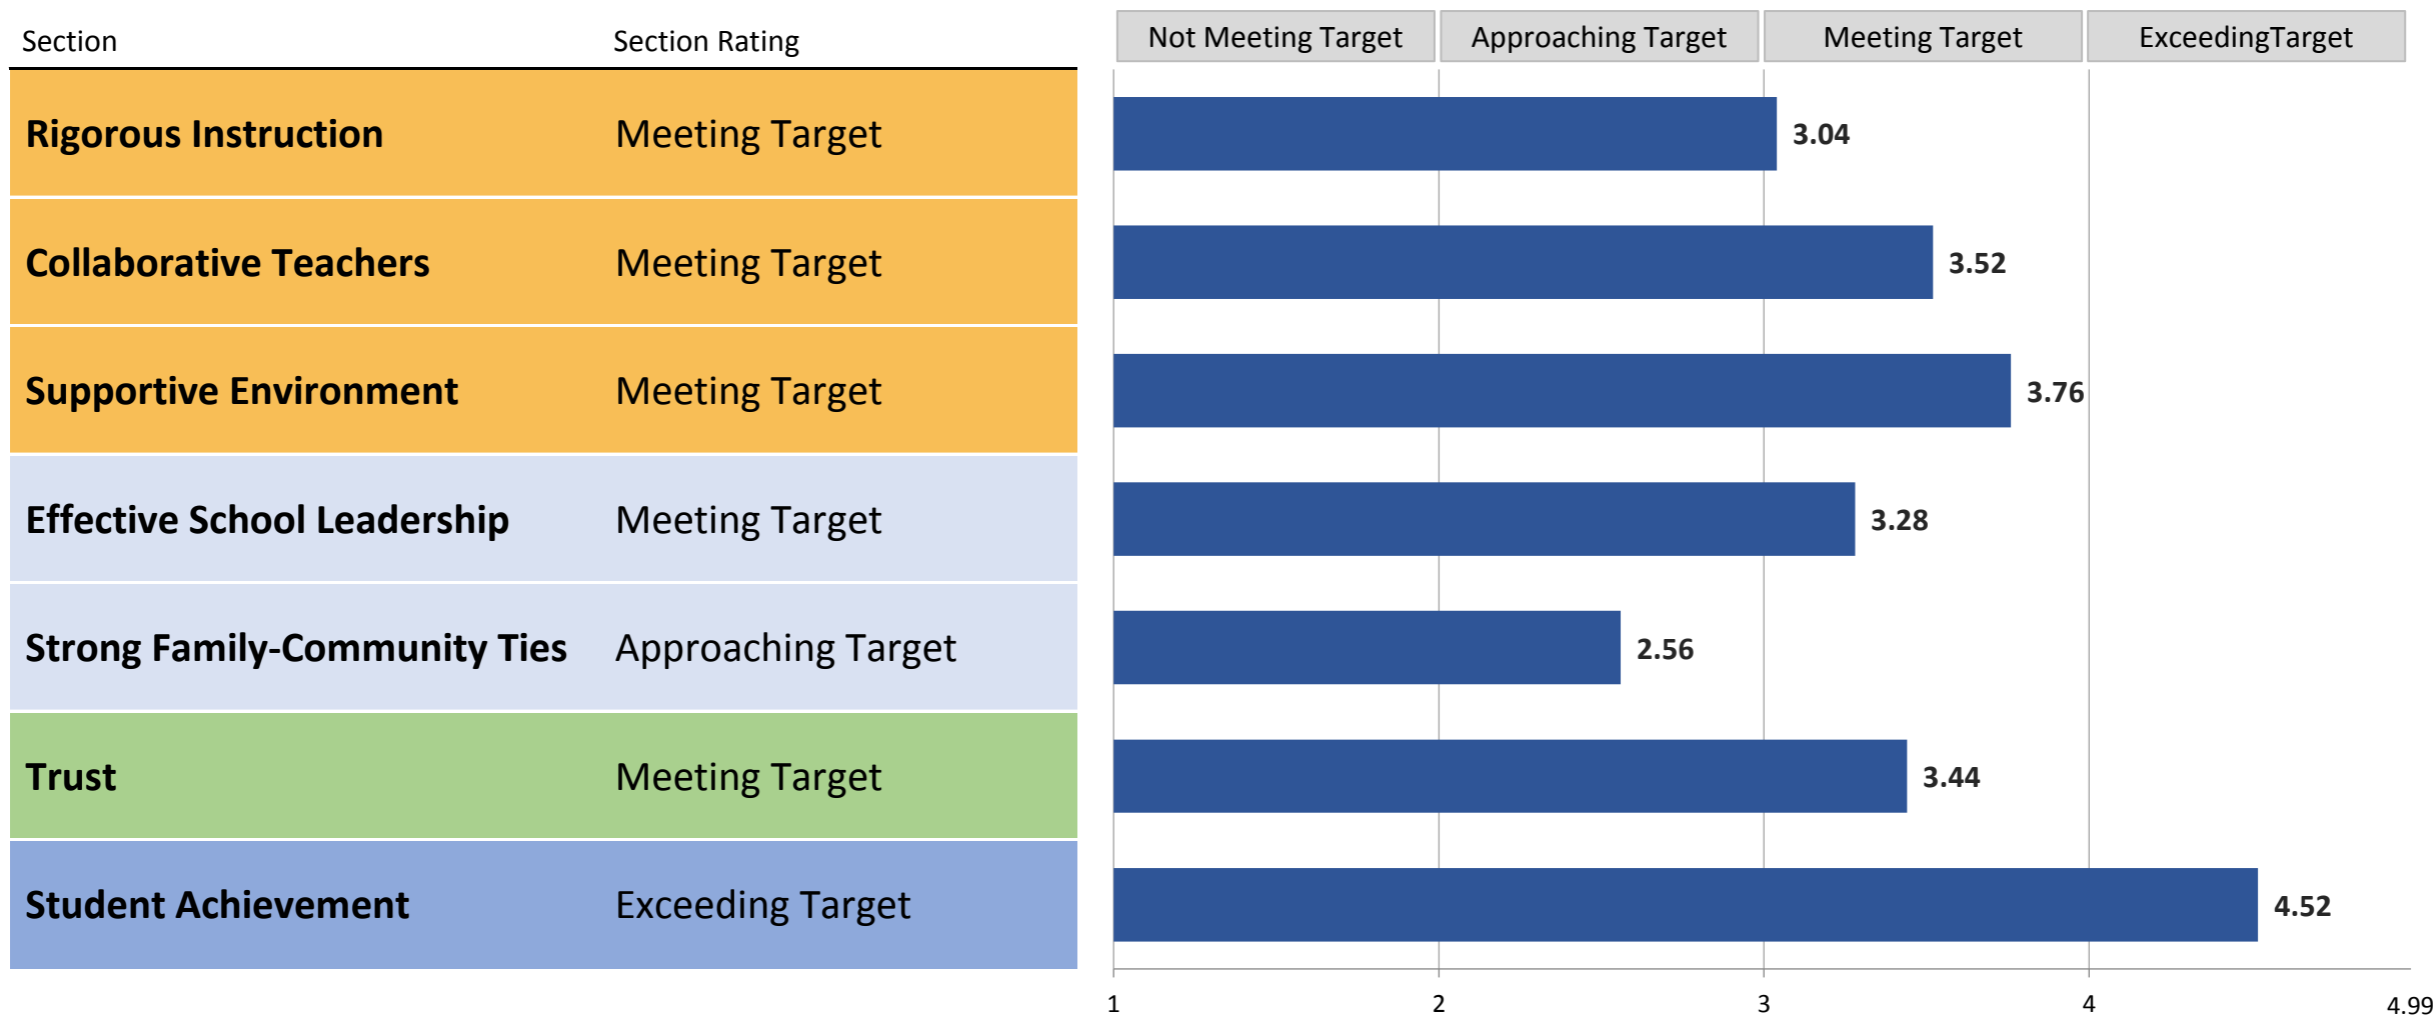 Section Section Rating Not Meeting Target Approaching Target Meeting Target ExceedingTarget
Rigorous Instruction Meeting Target 3.04
Collaborative Teachers Meeting Target 3.52
Supportive Environment Meeting Target 3.76
Effective School Leadership Meeting Target 3.28
Strong Family-Community Ties Approaching Target 2.56
Trust Meeting Target 3.44
Student Achievement Exceeding Target 4.52
1 2 3 4 4.99